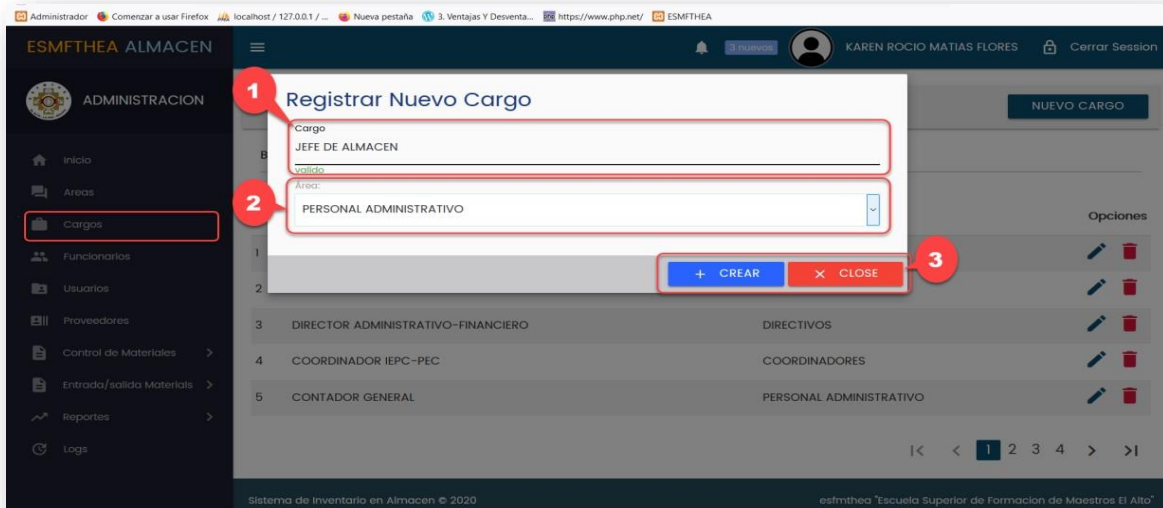 Administrador Comenzar a usar Firefox localhost / 127.0.0.1 / ... Nueva pestaña 3. Ventajas Y Desventa... https://www.php.net/ ESMFTHEA
ESMFTHEA ALMACEN 3 nuevos KAREN ROCIO MATIAS FLORES Cerrar Session
ADMINISTRACION
NUEVO CARGO
1
Registrar Nuevo Cargo
Cargo
JEFE DE ALMACEN
valido
2
Área:
PERSONAL ADMINISTRATIVO
+ CREAR × CLOSE
3
Inicio
Areas
Cargos
Funcionarios
Usuarios
Proveedores
Control de Materiales >
Entrada/salida Materials >
Reportes >
Logs
B
Opciones
1
2
3 DIRECTOR ADMINISTRATIVO-FINANCIERO DIRECTIVOS
4 COORDINADOR IEPC-PEC COORDINADORES
5 CONTADOR GENERAL PERSONAL ADMINISTRATIVO
|< < 1 2 3 4 > >|
Sistema de Inventario en Almacen © 2020 esfmthea "Escuela Superior de Formacion de Maestros El Alto"